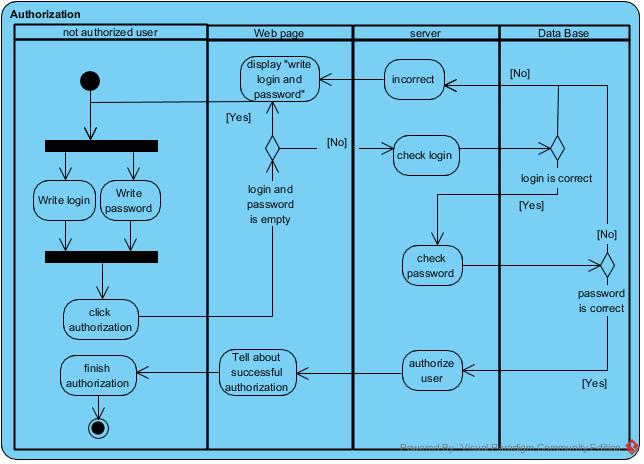 Authorization
not authorized user
Web page
server
Data Base
display "write
login and
password"
incorrect
[No]
[Yes]
[No]
check login
login is correct
Write login
Write
password
login and
password
is empty
[Yes]
[No]
check
password
password
is correct
click
authorization
finish
authorization
Tell about
successful
authorization
authorize
user
[Yes]
Powered By Visual Paradigm Community Edition